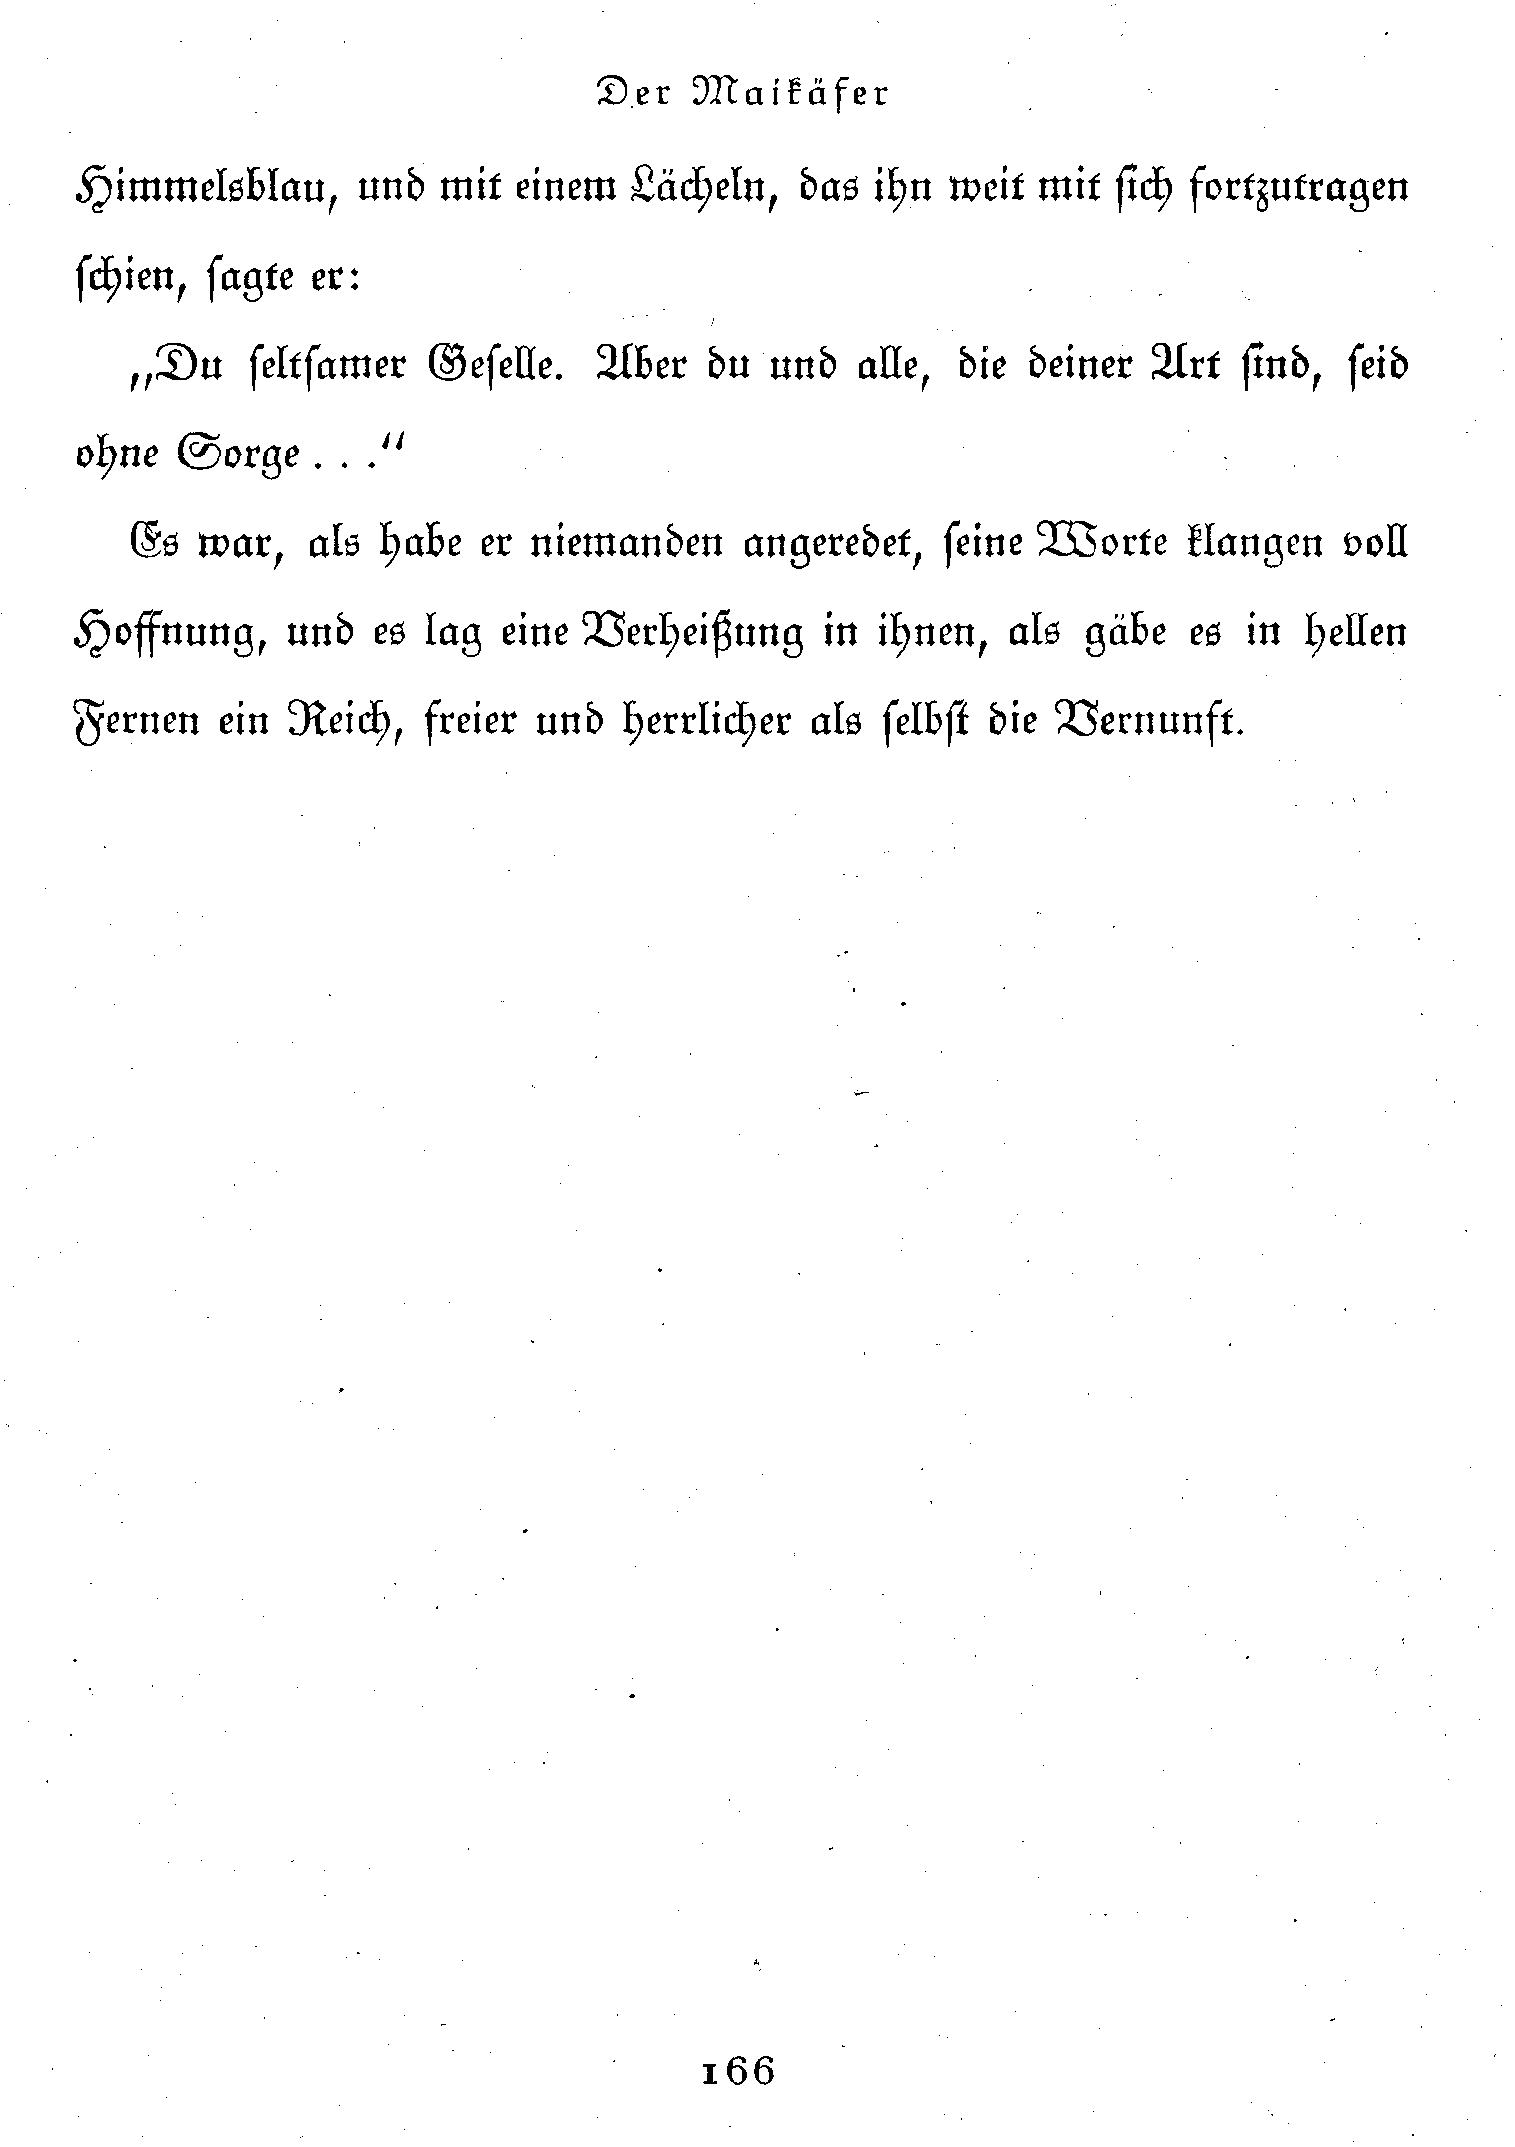 Der Maikäfer
Himmelsblau, und mit einem Lächeln, das ihn weit mit sich fortzutragen
schien, sagte er:
„Du seltsamer Geselle. Aber du und alle, die deiner Art sind, seid
ohne Sorge . . .“
Es war, als habe er niemanden angeredet, seine Worte klangen voll
Hoffnung, und es lag eine Verheißung in ihnen, als gäbe es in hellen
Fernen ein Reich, freier und herrlicher als selbst die Vernunft.
166